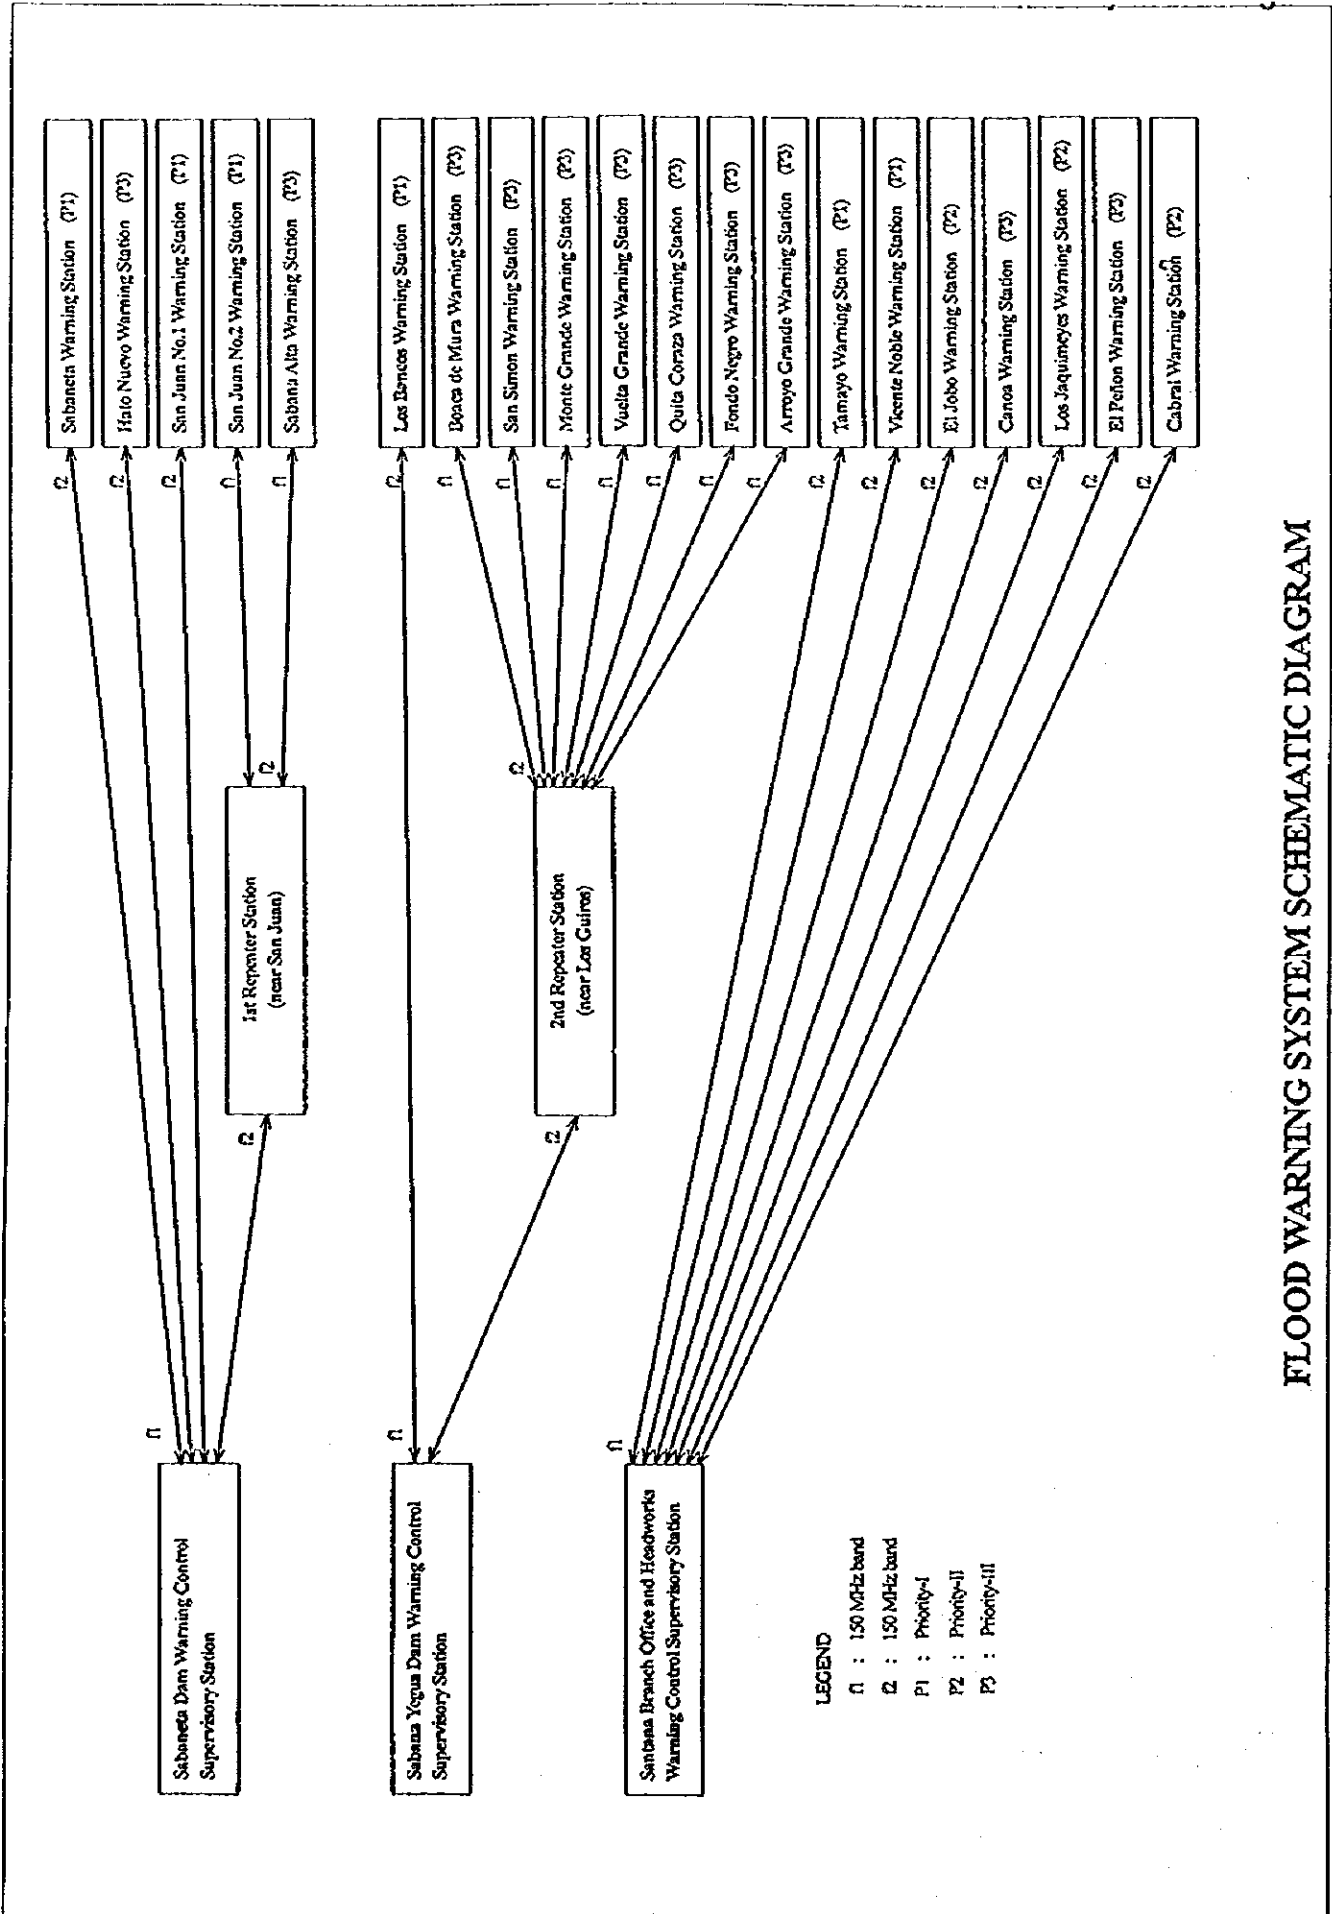 Sabaneta Dam Warning Control
Supervisory Station
f1
Sabana Yegua Dam Warning Control
Supervisory Station
f1
Santana Branch Office and Headworks
Warning Control Supervisory Station
f1
f2
1st Repeater Station
(near San Juan)
f2
f2
2nd Repeater Station
(near Los Guiros)
f2
f2
Sabaneta Warning Station (P1)
f2
Hato Nuevo Warning Station (P3)
f2
San Juan No.1 Warning Station (P1)
f1
San Juan No.2 Warning Station (P1)
f1
Sabana Alta Warning Station (P3)
f2
Los Bancos Warning Station (P1)
f1
Boaca de Mura Warning Station (P3)
f1
San Simon Warning Station (P3)
f1
Monte Grande Warning Station (P3)
f1
Vuelta Grande Warning Station (P3)
f1
Quita Coraza Warning Station (P3)
f1
Fondo Negro Warning Station (P3)
f1
Arroyo Grande Warning Station (P3)
f2
Tamayo Warning Station (P1)
f2
Vicente Noble Warning Station (P1)
f2
El Jobo Warning Station (P2)
f2
Canoa Warning Station (P3)
f2
Los Jaquimeyes Warning Station (P2)
f2
El Peñon Warning Station (P3)
f2
Cabral Warning Station (P2)
LEGEND
f1 : 150 MHz band
f2 : 150 MHz band
P1 : Priority-I
P2 : Priority-II
P3 : Priority-III
FLOOD WARNING SYSTEM SCHEMATIC DIAGRAM